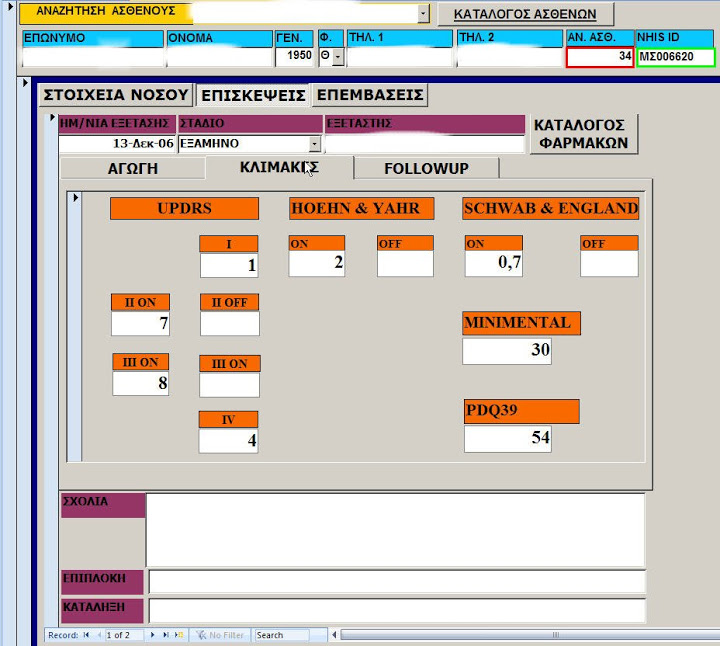 ΑΝΑΖΗΤΗΣΗ ΑΣΘΕΝΟΥΣ
ΚΑΤΑΛΟΓΟΣ ΑΣΘΕΝΩΝ
ΕΠΩΝΥΜΟ ΟΝΟΜΑ ΓΕΝ. Φ. ΤΗΛ. 1 ΤΗΛ. 2 ΑΝ. ΑΣΘ. NHIS ID
1950 Θ 34 ΜΣ006620
ΣΤΟΙΧΕΙΑ ΝΟΣΟΥ ΕΠΙΣΚΕΨΕΙΣ ΕΠΕΜΒΑΣΕΙΣ
ΗΜ/ΝΙΑ ΕΞΕΤΑΣΗΣ ΣΤΑΔΙΟ ΕΞΕΤΑΣΤΗΣ
13-Δεκ-06 ΕΞΑΜΗΝΟ
ΚΑΤΑΛΟΓΟΣ
ΦΑΡΜΑΚΩΝ
ΑΓΩΓΗ ΚΛΙΜΑΚΕΣ FOLLOWUP
UPDRS HOEHN & YAHR SCHWAB & ENGLAND
I ON OFF ON OFF
1 2 0,7
II ON II OFF
7
MINIMENTAL
30
III ON III ON
8
PDQ39
54
IV
4
ΣΧΟΛΙΑ
ΕΠΙΠΛΟΚΗ
ΚΑΤΑΛΗΞΗ
Record: 1 of 2 No Filter Search